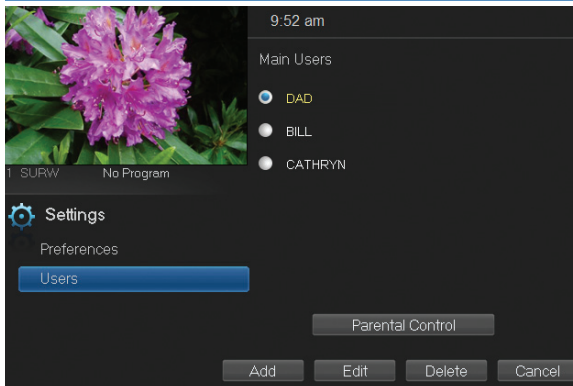 9:52 am
Main Users
DAD
BILL
CATHRYN
1 SURW No Program
Settings
Preferences
Users
Parental Control
Add Edit Delete Cancel